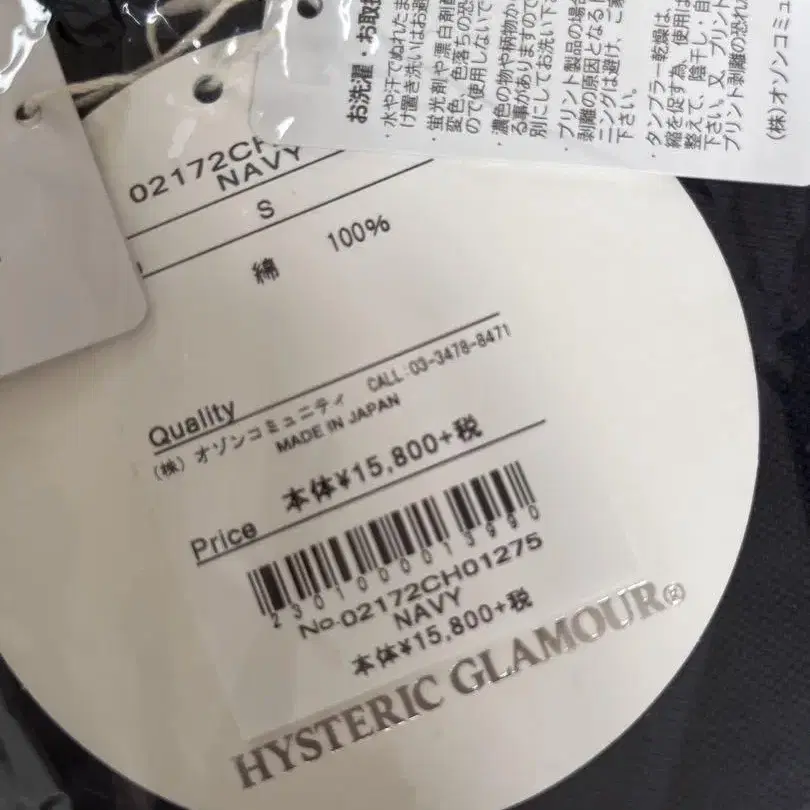 お洗濯・お取扱
・水や汗でぬれたま
け置き洗いはお避
・蛍光剤や漂白剤配
変色、色落ちの恐
ので使用しないで
・濃色の物や柄物か
る事がありますので
別にしてお洗い下
・プリント製品の場合
剥離の原因となるド
ニングは避け、ご家
下さい。
・タンブラー乾燥は、
縮を促す為、使用は
整えて、陰干し・自
下さい。又、プリント
プリント剥離の恐れ
(株)オゾンコミュ
02172CH
NAVY
S
綿 100%
Quality
(株) オゾンコミュニティ CALL:03-3478-8471
MADE IN JAPAN
本体¥15,800+税
Price
2301000013990
No.02172CH01275
NAVY
本体¥15,800+税
HYSTERIC GLAMOUR®